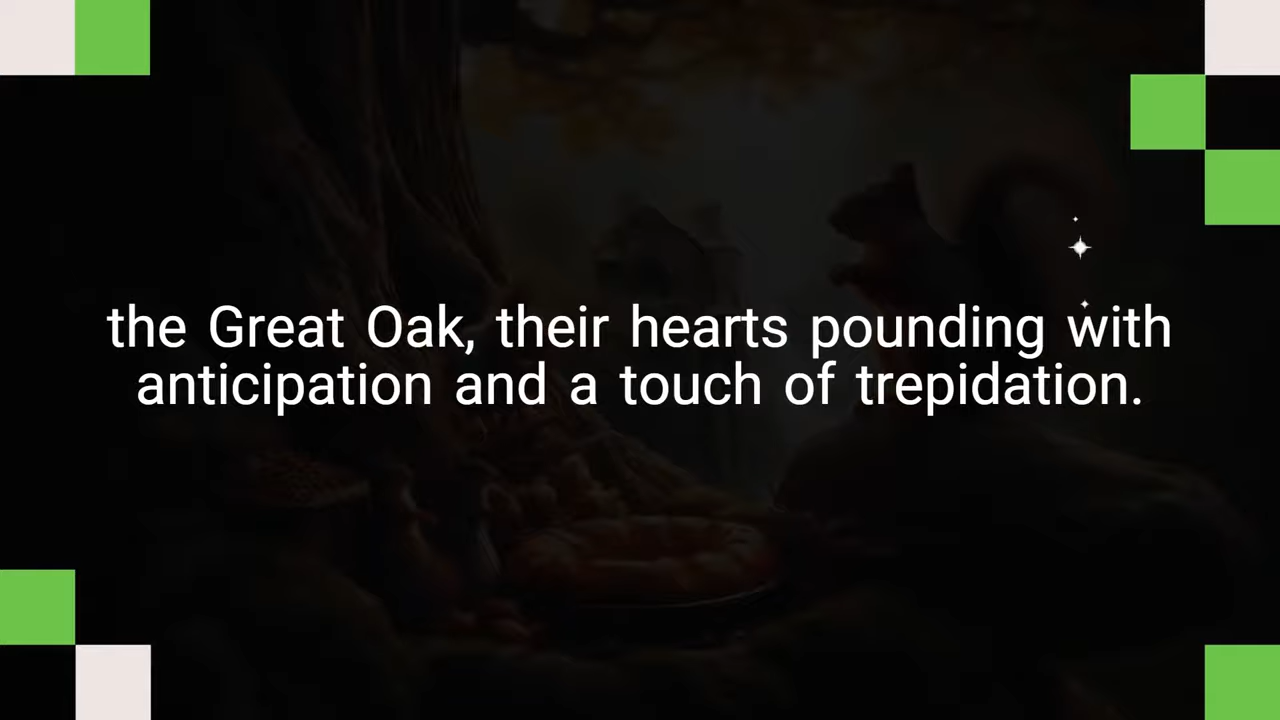 the Great Oak, their hearts pounding with
anticipation and a touch of trepidation.